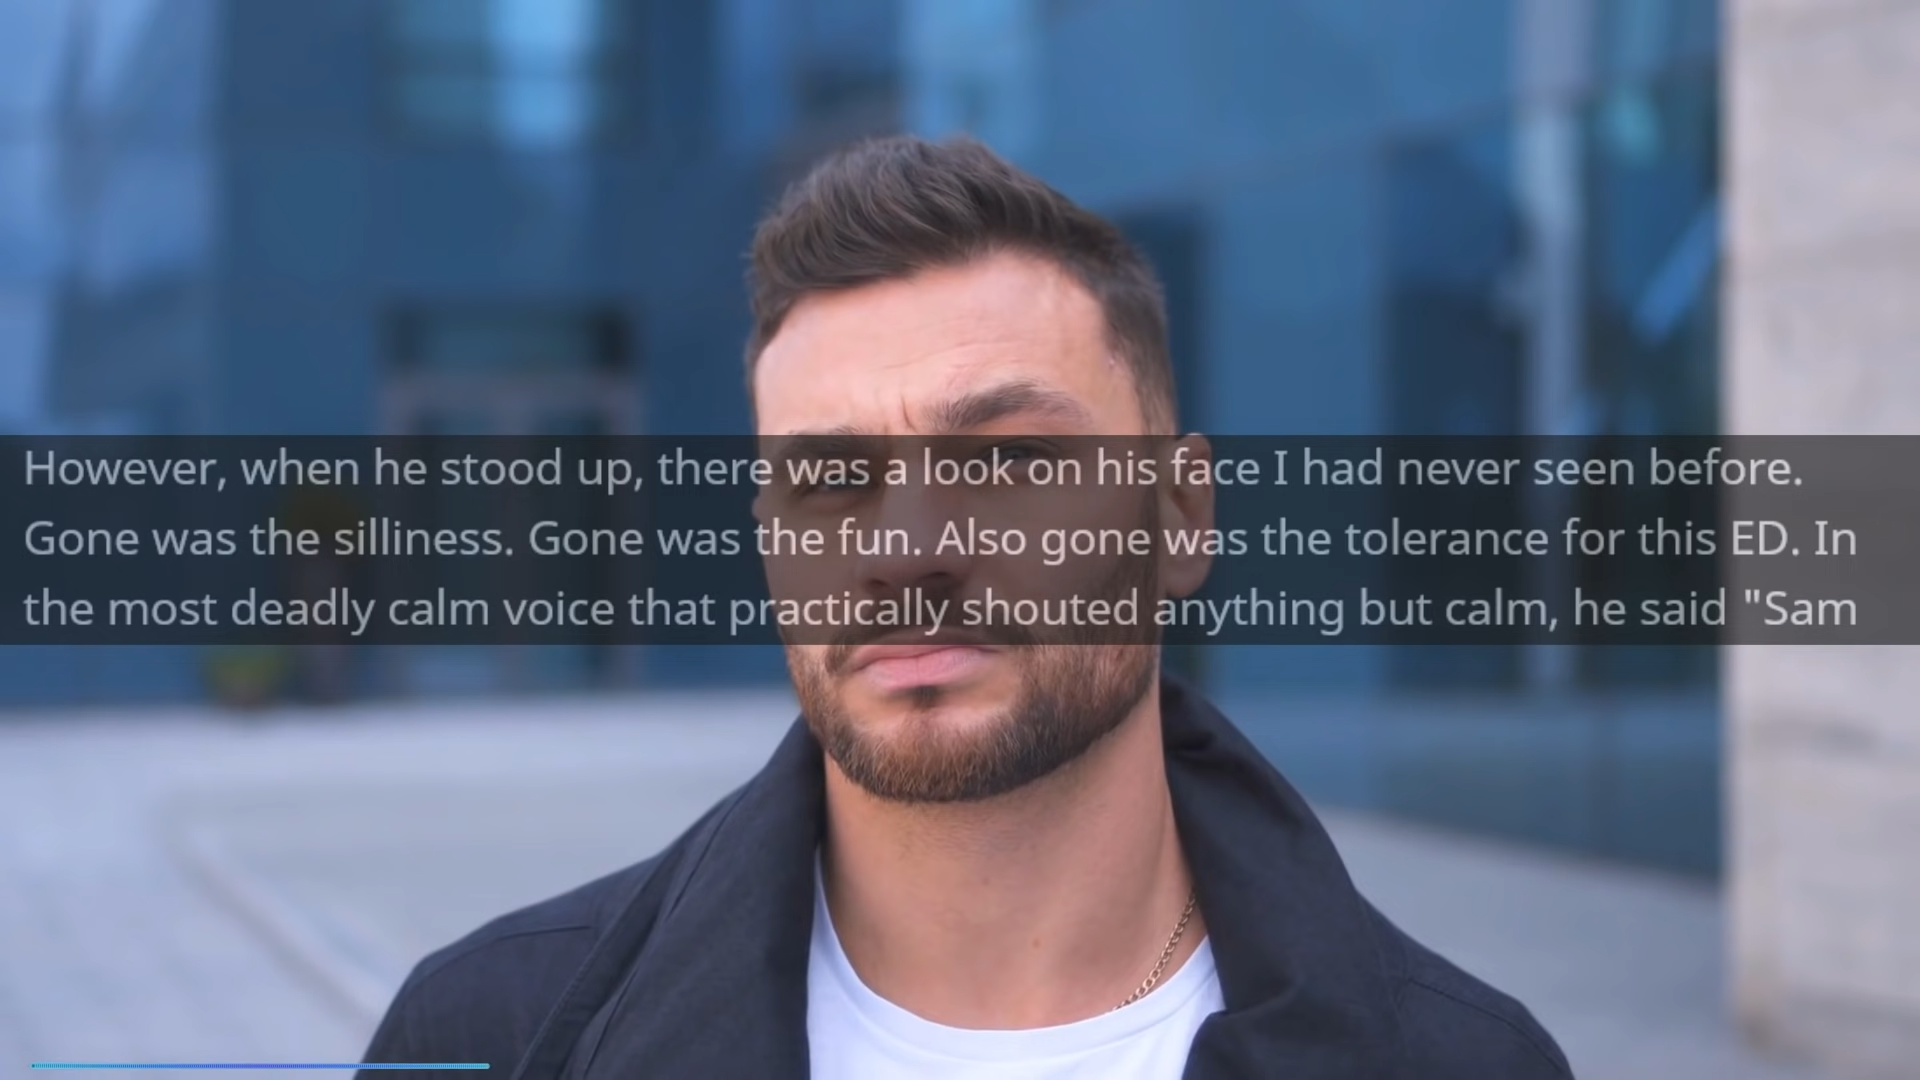 However, when he stood up, there was a look on his face I had never seen before.
Gone was the silliness. Gone was the fun. Also gone was the tolerance for this ED. In
the most deadly calm voice that practically shouted anything but calm, he said "Sam